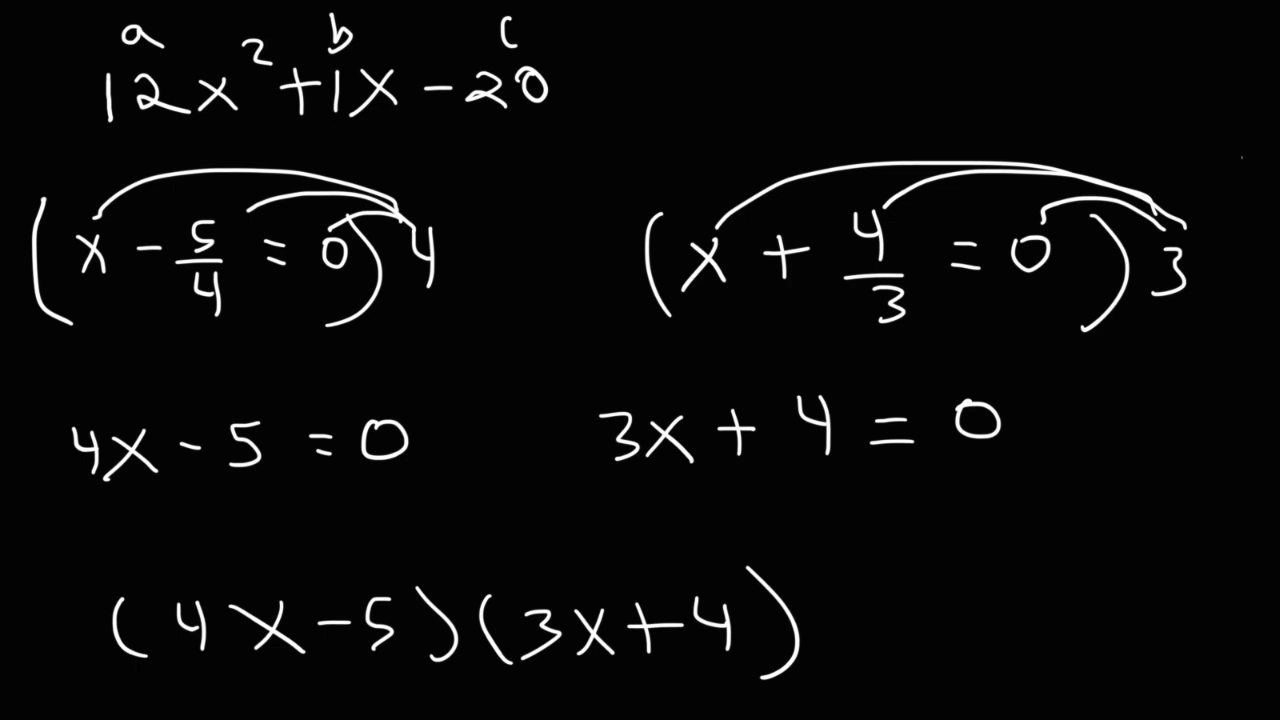 a b c
12x² + 1x - 20
(x - 5/4 = 0) 4 (x + 4/3 = 0) 3
4x - 5 = 0 3x + 4 = 0
(4x - 5)(3x + 4)